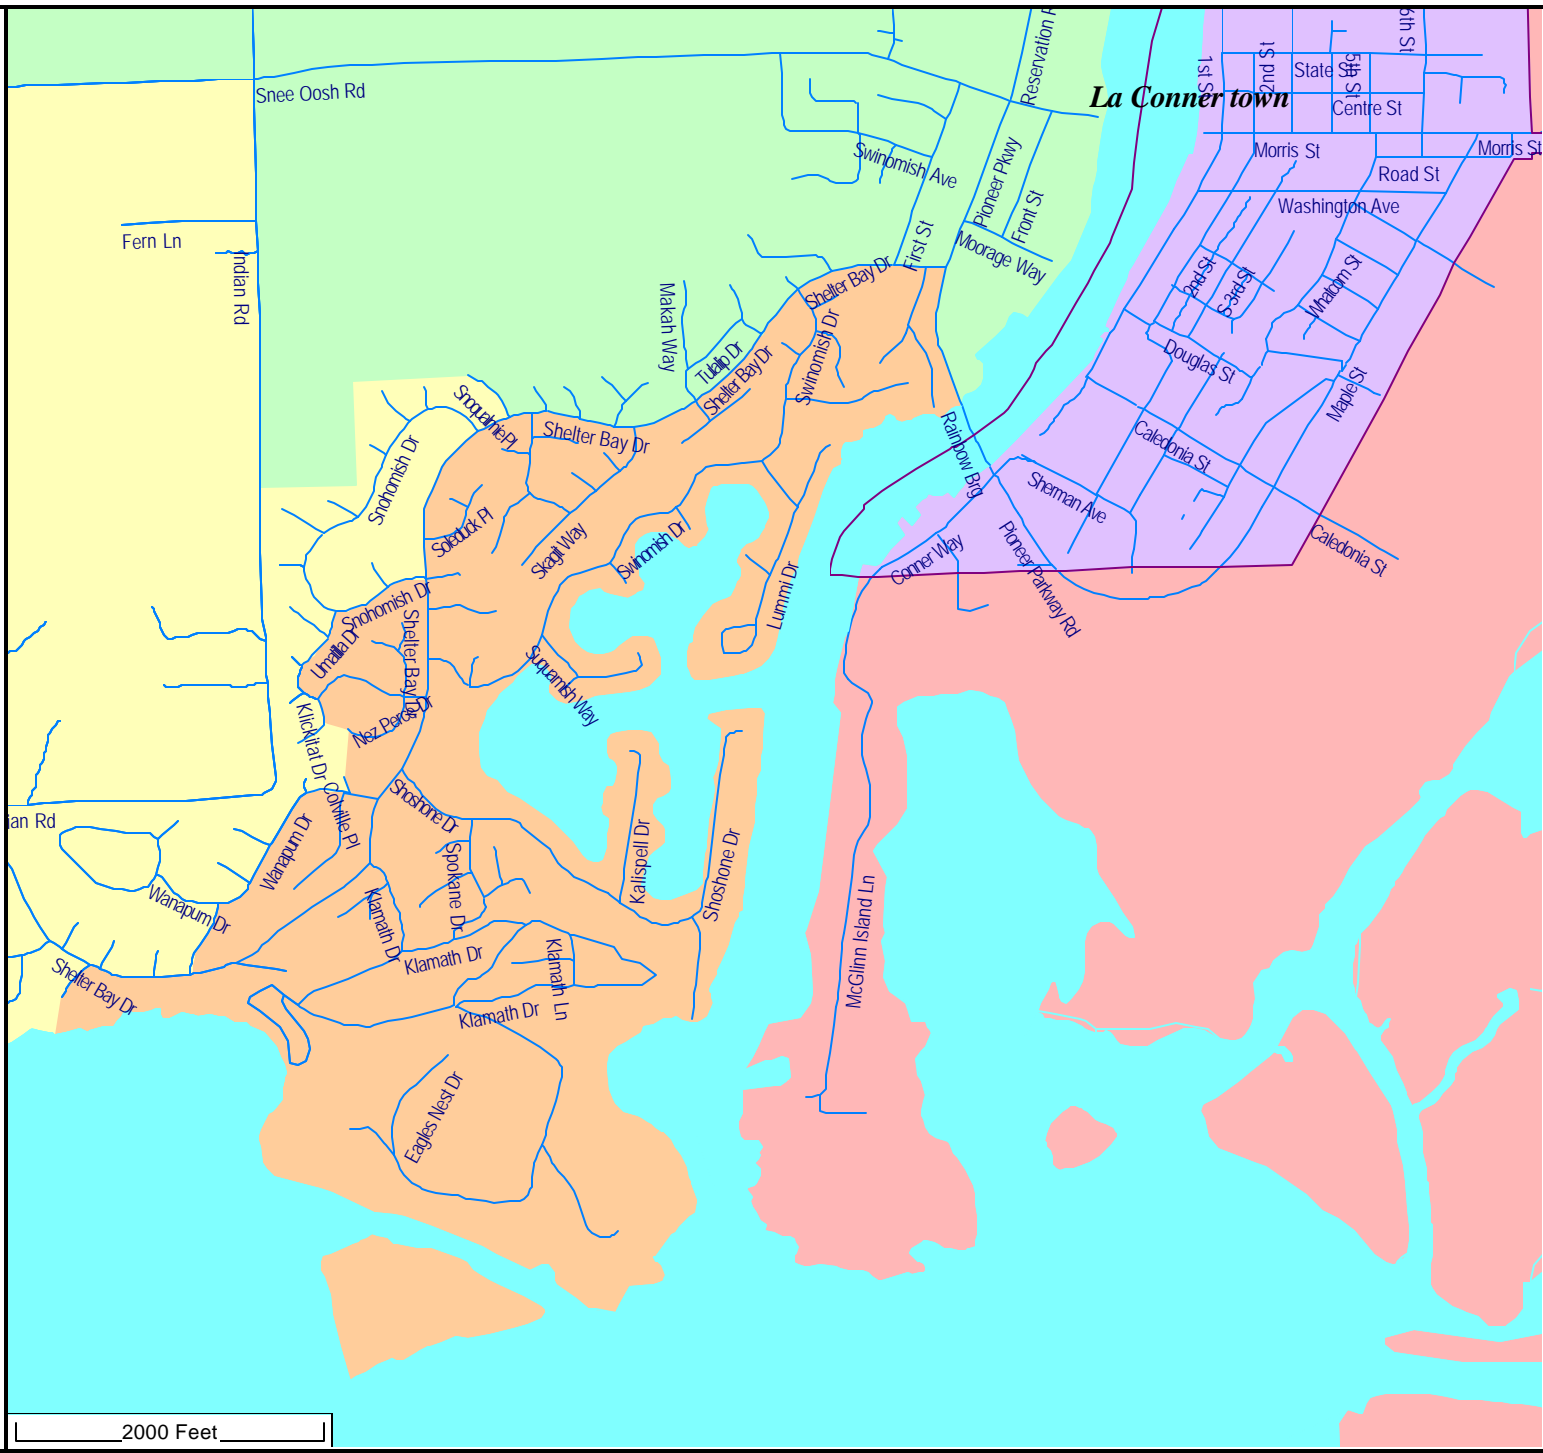 6th St
Reservation R
1st St
2nd St
State St
5th St
Snee Oosh Rd
La Conner town
Centre St
Swinomish Ave
Morris St
Morris St
Road St
Pioneer Pkwy
Front St
Washington Ave
Fern Ln
First St
Moorage Way
Indian Rd
Shelter Bay Dr
2nd St
S 3rd St
Whatcom St
Makah Way
Tulalip Dr
Shelter Bay Dr
Swinomish Dr
Douglas St
Maple St
Snoqualmie Pl
Shelter Bay Dr
Rainbow Brg
Caledonia St
Snohomish Dr
Soleduck Pl
Skagit Way
Swinomish Dr
Sherman Ave
Conner Way
Pioneer Parkway Rd
Caledonia St
Lummi Dr
Snohomish Dr
Umatilla Dr
Shelter Bay Dr
Suquamish Way
Nez Perce Dr
Klickitat Dr
Colville Pl
Shoshone Dr
ian Rd
Wanapum Dr
Spokane Dr
Kalispell Dr
Shoshone Dr
Wanapum Dr
Klamath Dr
Klamath Dr
Klamath Ln
McGlinn Island Ln
Shelter Bay Dr
Klamath Dr
Eagles Nest Dr
2000 Feet